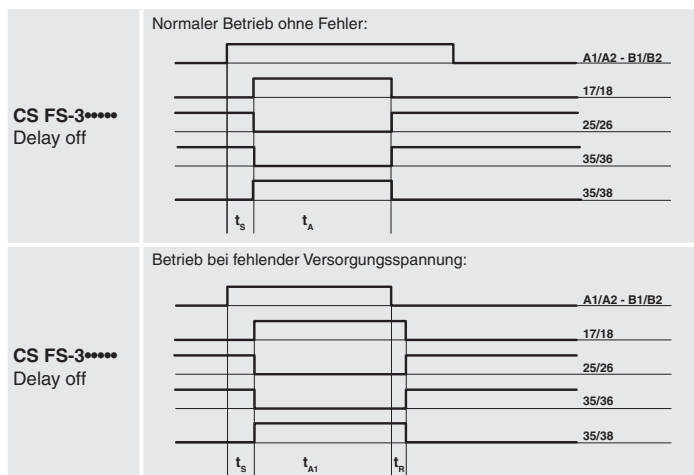 Normaler Betrieb ohne Fehler:
CS FS-3•••••
Delay off
A1/A2 - B1/B2
17/18
25/26
35/36
35/38
tS
tA
Betrieb bei fehlender Versorgungsspannung:
CS FS-3•••••
Delay off
A1/A2 - B1/B2
17/18
25/26
35/36
35/38
tS
tA1
tR